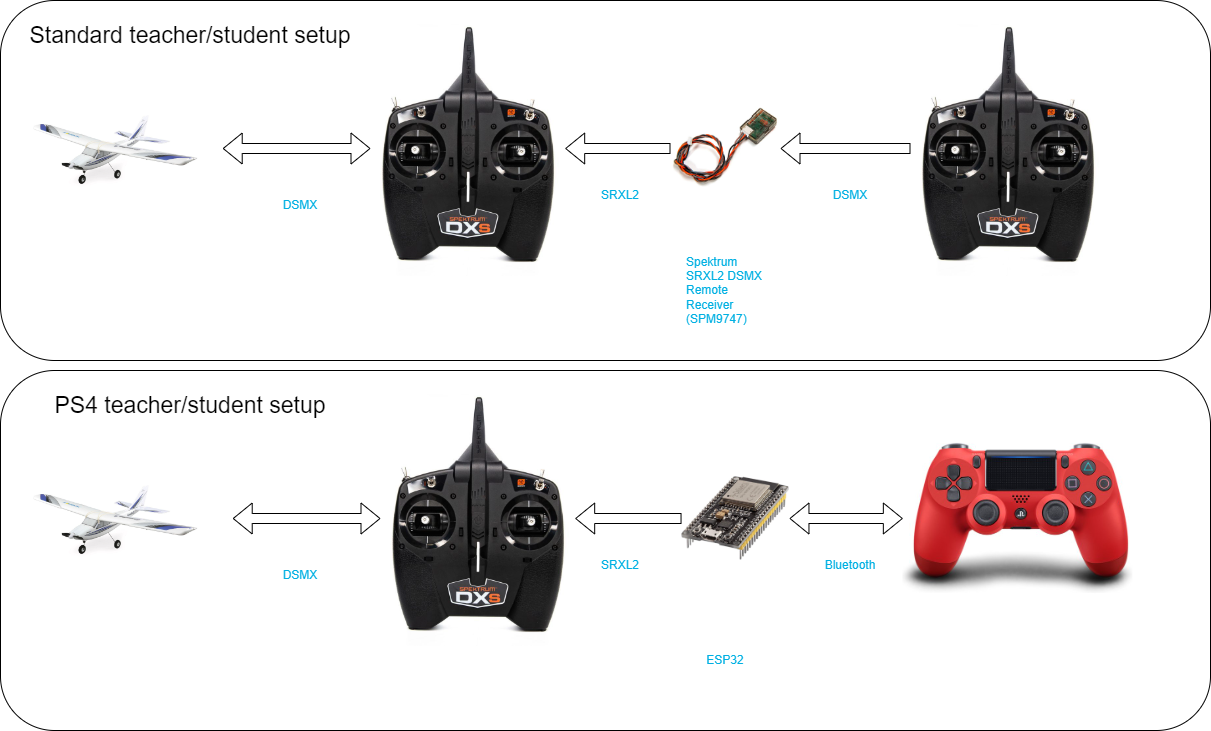 Standard teacher/student setup
SPEKTRUM
DXS
SPEKTRUM
DXS
DSMX
SRXL2
DSMX
Spektrum
SRXL2 DSMX
Remote
Receiver
(SPM9747)
PS4 teacher/student setup
SPEKTRUM
DXS
DSMX
SRXL2
Bluetooth
ESP32